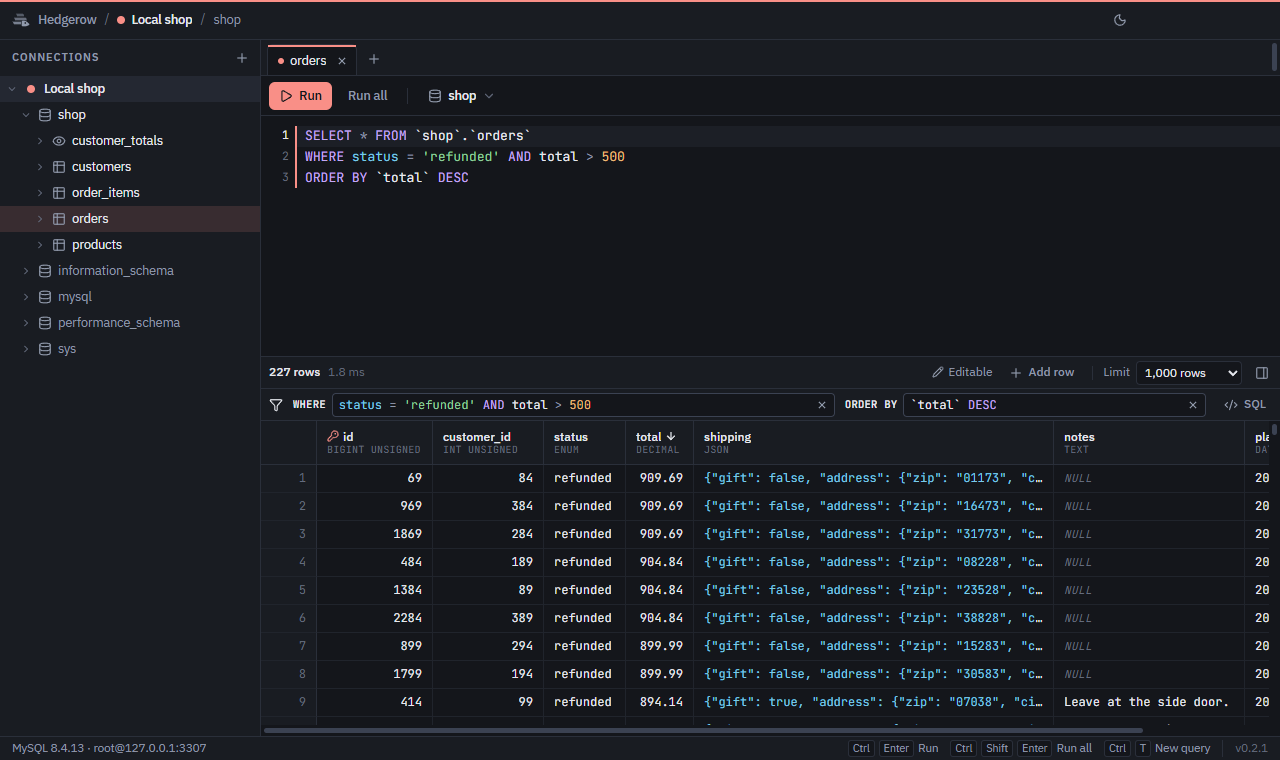 Hedgerow / Local shop / shop
CONNECTIONS
Local shop
shop
customer_totals
customers
order_items
orders
products
information_schema
mysql
performance_schema
sys
orders
Run Run all shop
1 SELECT * FROM `shop`.`orders`
2 WHERE status = 'refunded' AND total > 500
3 ORDER BY `total` DESC
227 rows 1.8 ms Editable Add row Limit 1,000 rows
WHERE status = 'refunded' AND total > 500 ORDER BY `total` DESC SQL
id customer_id status total shipping notes pla
BIGINT UNSIGNED INT UNSIGNED ENUM DECIMAL JSON TEXT DA
1 69 84 refunded 909.69 {"gift": false, "address": {"zip": "01173", "c… NULL 20
2 969 384 refunded 909.69 {"gift": false, "address": {"zip": "16473", "c… NULL 20
3 1869 284 refunded 909.69 {"gift": false, "address": {"zip": "31773", "c… NULL 20
4 484 189 refunded 904.84 {"gift": false, "address": {"zip": "08228", "c… NULL 20
5 1384 89 refunded 904.84 {"gift": false, "address": {"zip": "23528", "c… NULL 20
6 2284 389 refunded 904.84 {"gift": false, "address": {"zip": "38828", "c… NULL 20
7 899 294 refunded 899.99 {"gift": false, "address": {"zip": "15283", "c… NULL 20
8 1799 194 refunded 899.99 {"gift": false, "address": {"zip": "30583", "c… NULL 20
9 414 99 refunded 894.14 {"gift": true, "address": {"zip": "07038", "ci… Leave at the side door. 20
MySQL 8.4.13 · root@127.0.0.1:3307 Ctrl Enter Run Ctrl Shift Enter Run all Ctrl T New query v0.2.1